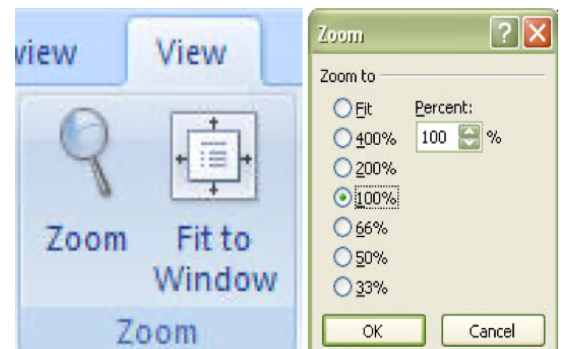 view View
Zoom Fit to
Window
Zoom
Zoom ? X
Zoom to
Fit Percent:
400% 100 %
200%
100%
66%
50%
33%
OK Cancel